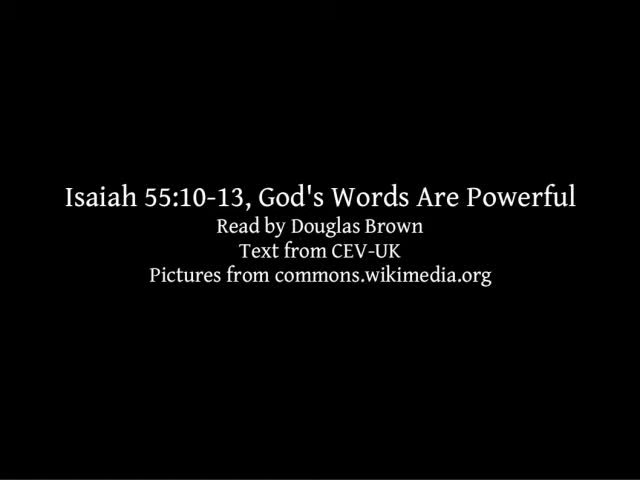 Isaiah 55:10-13, God's Words Are Powerful
Read by Douglas Brown
Text from CEV-UK
Pictures from commons.wikimedia.org